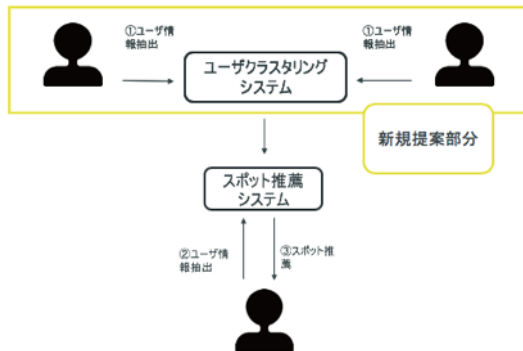 ①ユーザ情
報抽出
①ユーザ情
報抽出
ユーザクラスタリング
システム
新規提案部分
スポット推薦
システム
②ユーザ情
報抽出
③スポット推
薦